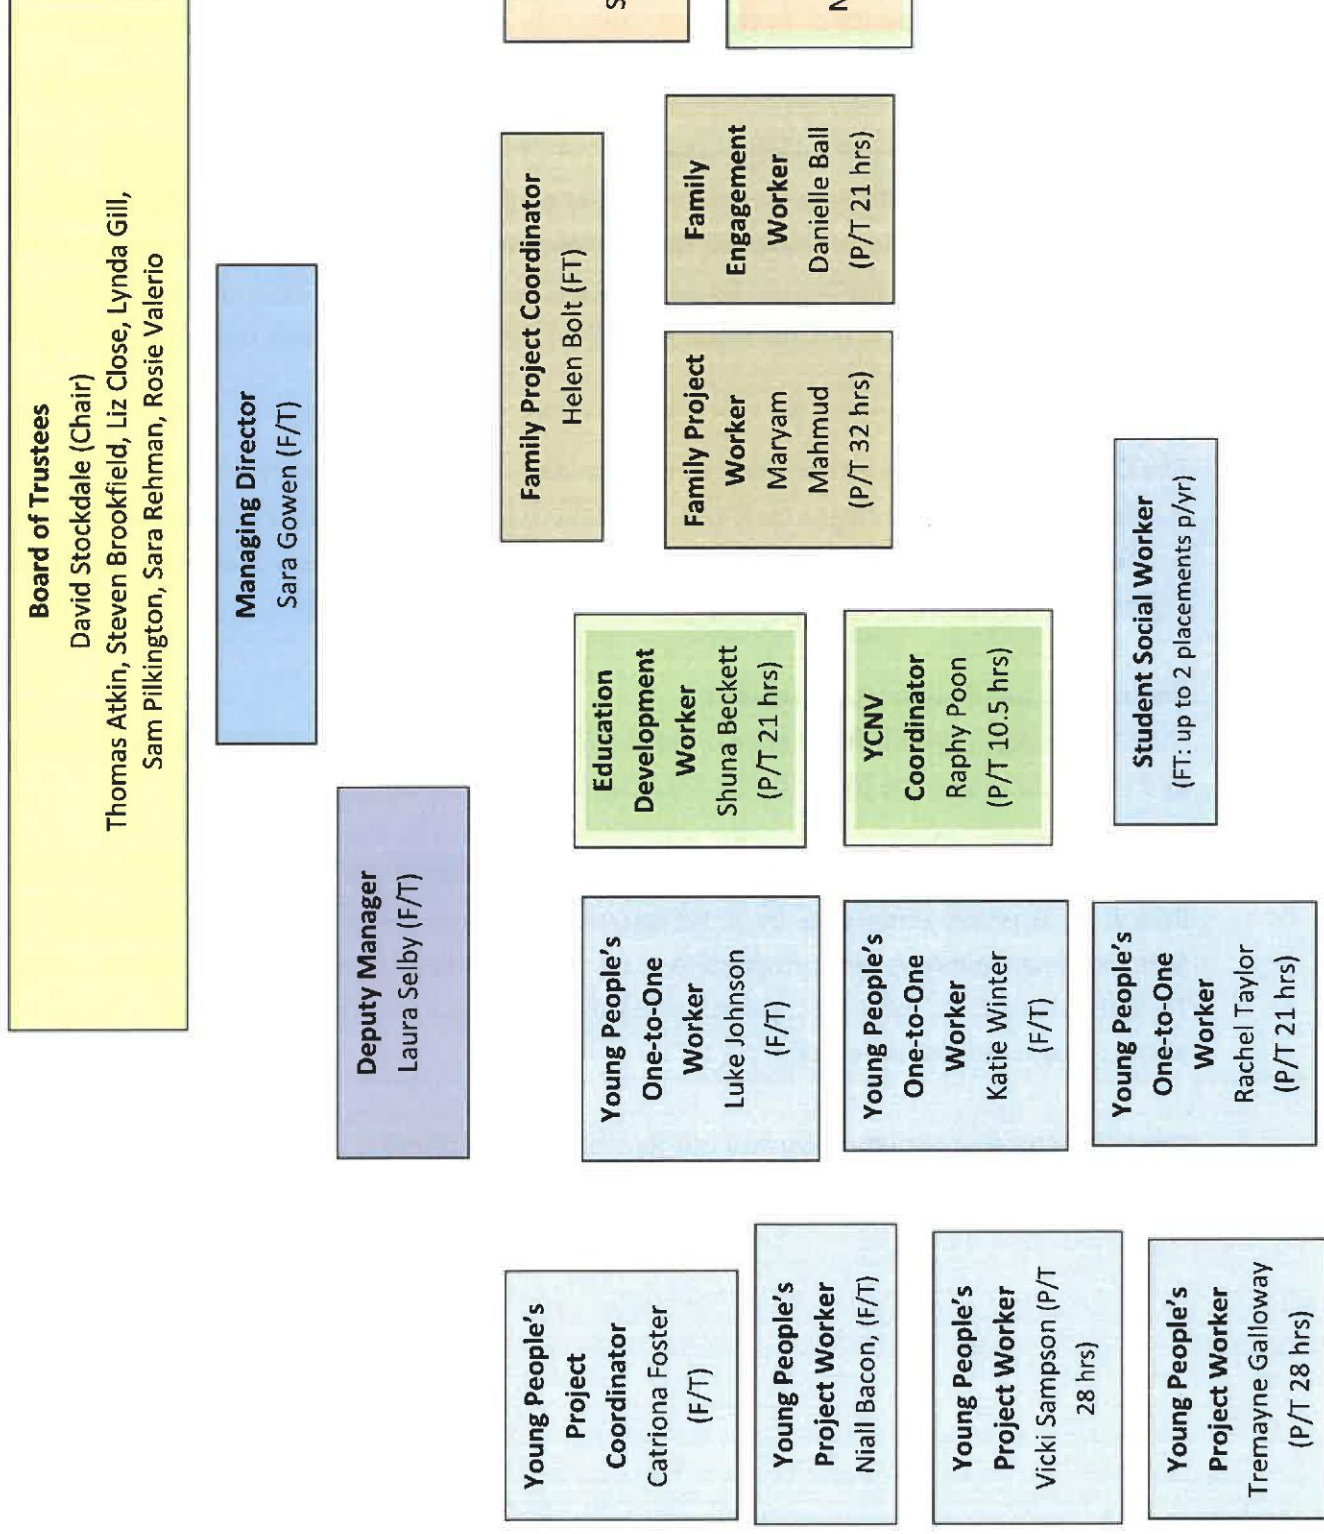 Board of Trustees
David Stockdale (Chair)
Thomas Atkin, Steven Brookfield, Liz Close, Lynda Gill,
Sam Pilkington, Sara Rehman, Rosie Valerio
Managing Director
Sara Gowen (F/T)
Deputy Manager
Laura Selby (F/T)
Young People's
Project
Coordinator
Catriona Foster
(F/T)
Young People's
Project Worker
Niall Bacon, (F/T)
Young People's
Project Worker
Vicki Sampson (P/T
28 hrs)
Young People's
Project Worker
Tremayne Galloway
(P/T 28 hrs)
Young People's
One-to-One
Worker
Luke Johnson
(F/T)
Young People's
One-to-One
Worker
Katie Winter
(F/T)
Young People's
One-to-One
Worker
Rachel Taylor
(P/T 21 hrs)
Education
Development
Worker
Shuna Beckett
(P/T 21 hrs)
YCNV
Coordinator
Raphy Poon
(P/T 10.5 hrs)
Student Social Worker
(FT: up to 2 placements p/yr)
Family Project Coordinator
Helen Bolt (FT)
Family Project
Worker
Maryam
Mahmud
(P/T 32 hrs)
Family
Engagement
Worker
Danielle Ball
(P/T 21 hrs)